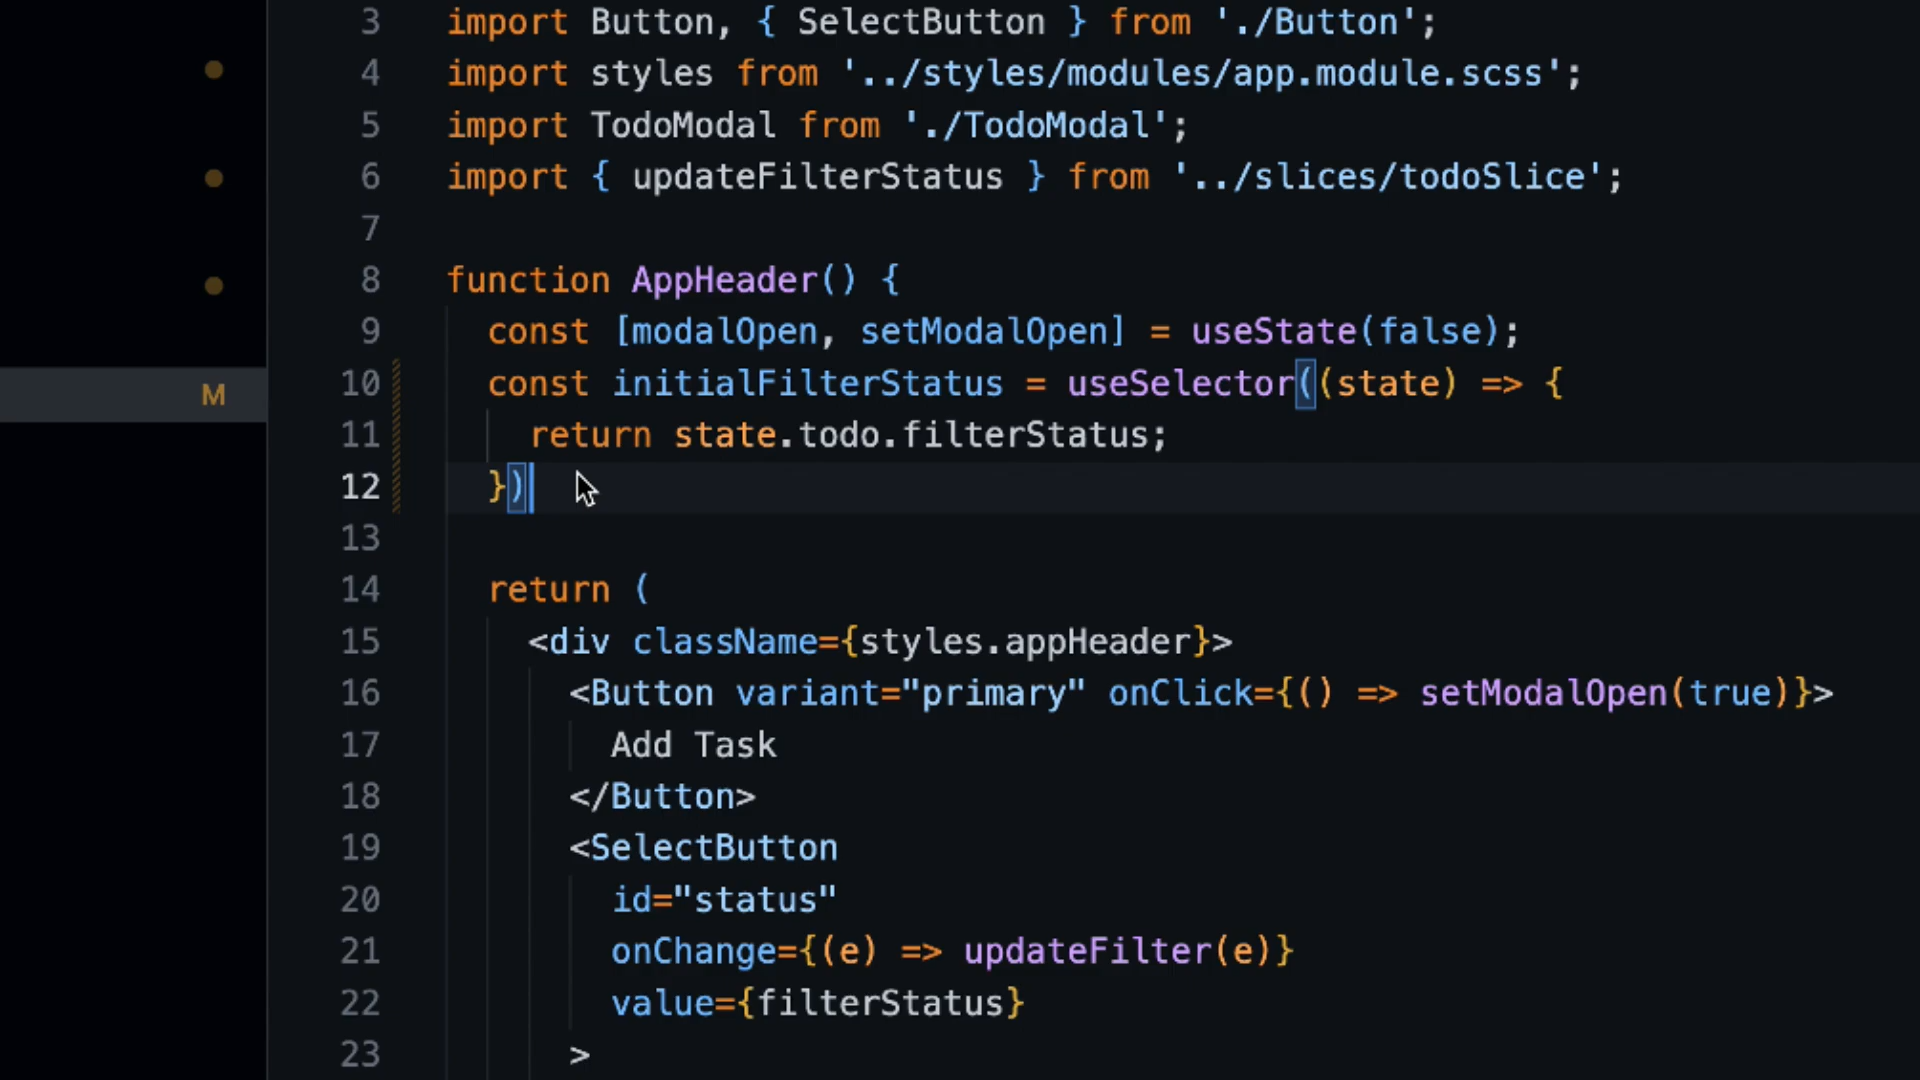 3 import Button, { SelectButton } from './Button';
4 import styles from '../styles/modules/app.module.scss';
5 import TodoModal from './TodoModal';
6 import { updateFilterStatus } from '../slices/todoSlice';
7
8 function AppHeader() {
9 const [modalOpen, setModalOpen] = useState(false);
M 10 const initialFilterStatus = useSelector((state) => {
11 return state.todo.filterStatus;
12 })
13
14 return (
15 <div className={styles.appHeader}>
16 <Button variant="primary" onClick={() => setModalOpen(true)}>
17 Add Task
18 </Button>
19 <SelectButton
20 id="status"
21 onChange={(e) => updateFilter(e)}
22 value={filterStatus}
23 >